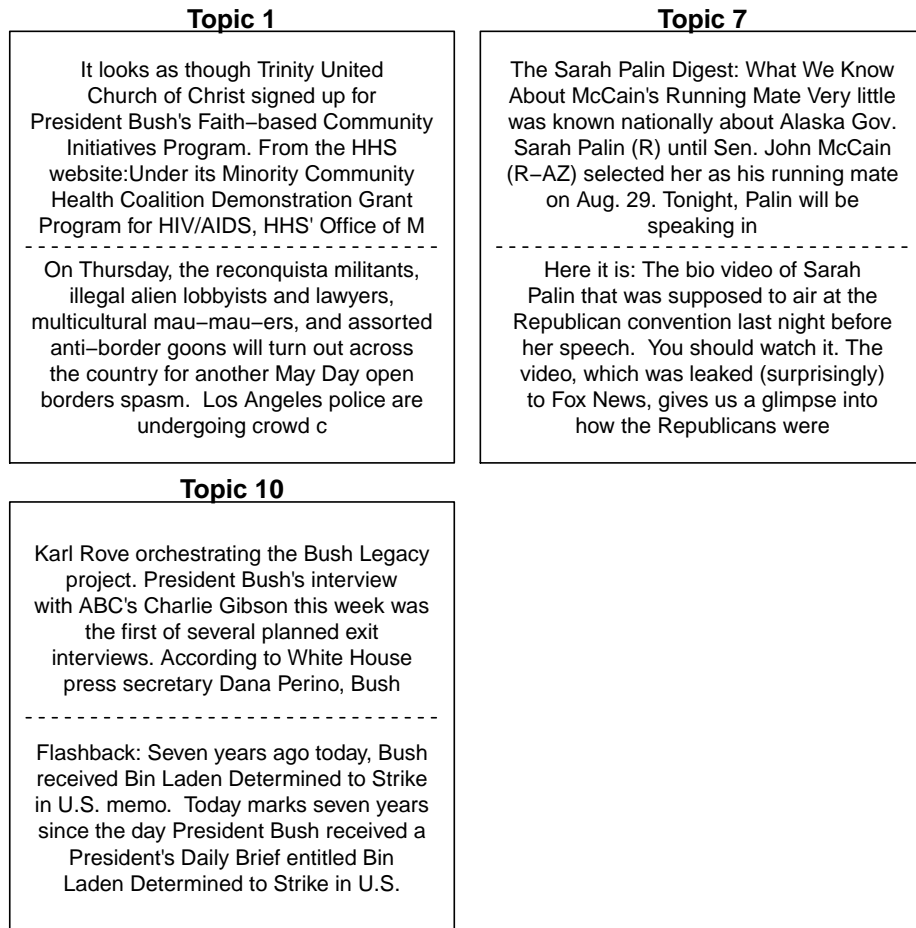 Topic 1
It looks as though Trinity United
Church of Christ signed up for
President Bush's Faith−based Community
Initiatives Program. From the HHS
website:Under its Minority Community
Health Coalition Demonstration Grant
Program for HIV/AIDS, HHS' Office of M
On Thursday, the reconquista militants,
illegal alien lobbyists and lawyers,
multicultural mau−mau−ers, and assorted
anti−border goons will turn out across
the country for another May Day open
borders spasm.  Los Angeles police are
undergoing crowd c
Topic 7
The Sarah Palin Digest: What We Know
About McCain's Running Mate Very little
was known nationally about Alaska Gov.
Sarah Palin (R) until Sen. John McCain
(R−AZ) selected her as his running mate
on Aug. 29. Tonight, Palin will be
speaking in
Here it is: The bio video of Sarah
Palin that was supposed to air at the
Republican convention last night before
her speech.  You should watch it. The
video, which was leaked (surprisingly)
to Fox News, gives us a glimpse into
how the Republicans were
Topic 10
Karl Rove orchestrating the Bush Legacy
project. President Bush's interview
with ABC's Charlie Gibson this week was
the first of several planned exit
interviews. According to White House
press secretary Dana Perino, Bush
Flashback: Seven years ago today, Bush
received Bin Laden Determined to Strike
in U.S. memo.  Today marks seven years
since the day President Bush received a
President's Daily Brief entitled Bin
Laden Determined to Strike in U.S.